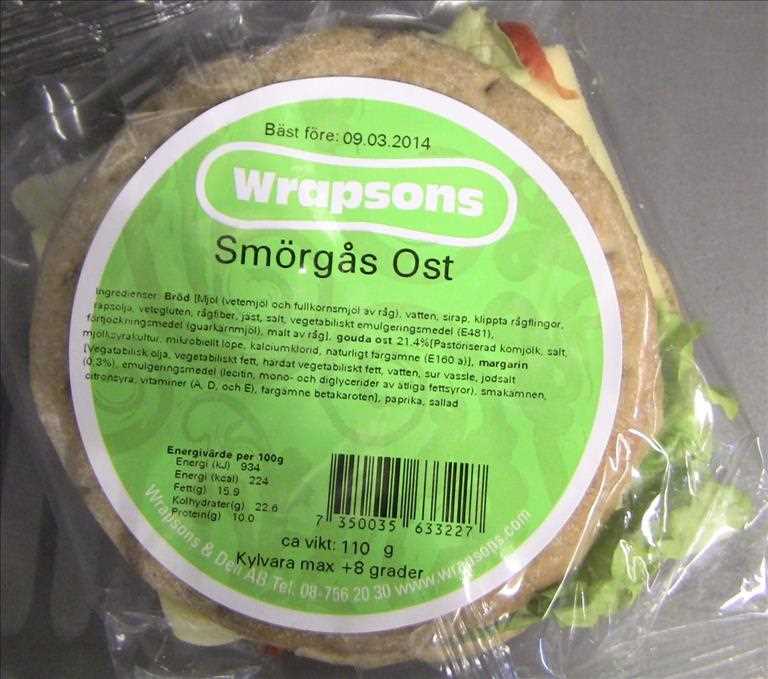 Bäst före: 09.03.2014
Wrapsons
Smörgås Ost
Ingredienser: Bröd [Mjöl (vetemjöl och fullkornsmjöl av råg), vatten, sirap, klippta rågflingor,
rapsolja, vetegluten, rågfiber, jäst, salt, vegetabiliskt emulgeringsmedel (E481),
förtjockningsmedel (guarkärnmjöl), malt av råg], gouda ost 21.4%[Pastöriserad komjölk, salt,
mjölksyrakultur, mikrobiellt löpe, kalciumklorid, naturligt färgämne (E160 a)], margarin
[Vegatabilisk olja, vegetabiliskt fett, härdat vegetabiliskt fett, vatten, sur vassle, jodsalt
(0.3%), emulgeringsmedel (lecitin, mono- och diglycerider av ätliga fettsyror), smakämnen,
citronsyra, vitaminer (A, D, och E), färgämne betakaroten], paprika, sallad
Energivärde per 100g
Energi (kJ) 934
Energi (kcal) 224
Fett(g) 15.9
Kolhydrater(g) 22.6
Protein(g) 10.0
7 350035 633227
ca vikt: 110 g
Kylvara max +8 grader
Wrapsons & Deli AB Tel. 08-756 20 30 www.wrapsons.com